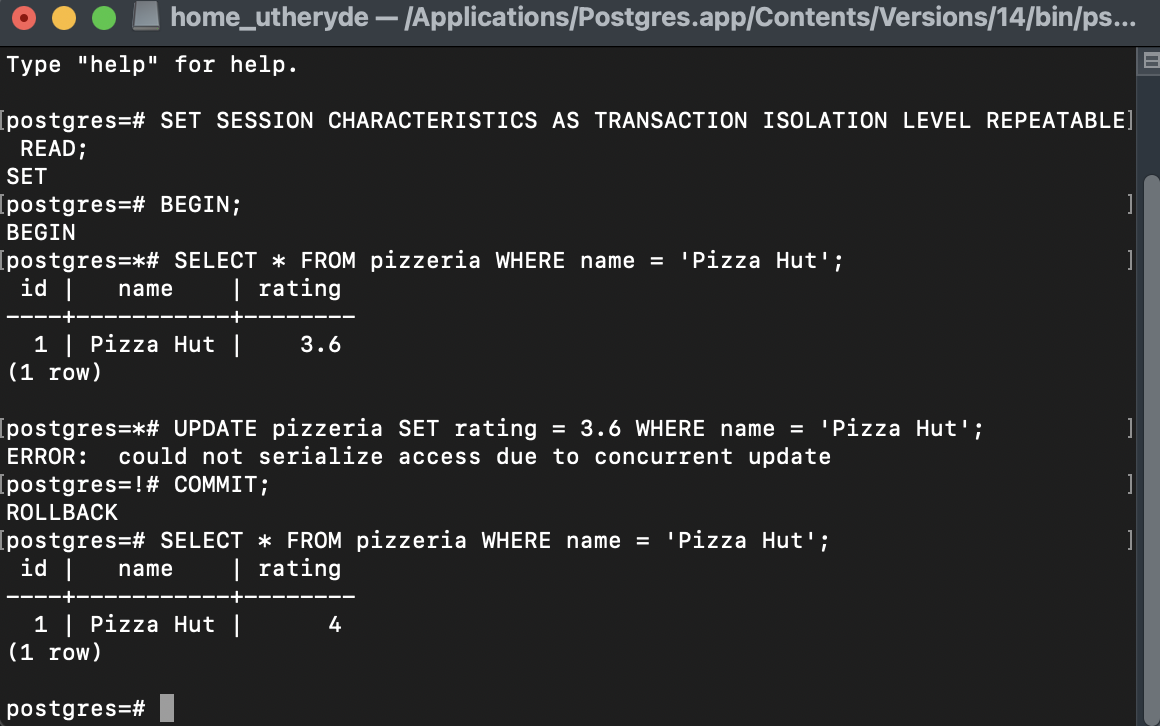 home_utheryde — /Applications/Postgres.app/Contents/Versions/14/bin/ps...
Type "help" for help.
[postgres=# SET SESSION CHARACTERISTICS AS TRANSACTION ISOLATION LEVEL REPEATABLE]
 READ;
SET
[postgres=# BEGIN;                                                               ]
BEGIN
[postgres=*# SELECT * FROM pizzeria WHERE name = 'Pizza Hut';                     ]
 id |   name    | rating
----+-----------+--------
  1 | Pizza Hut |    3.6
(1 row)
[postgres=*# UPDATE pizzeria SET rating = 3.6 WHERE name = 'Pizza Hut';           ]
ERROR:  could not serialize access due to concurrent update
[postgres=!# COMMIT;                                                             ]
ROLLBACK
[postgres=# SELECT * FROM pizzeria WHERE name = 'Pizza Hut';                      ]
 id |   name    | rating
----+-----------+--------
  1 | Pizza Hut |      4
(1 row)
postgres=#